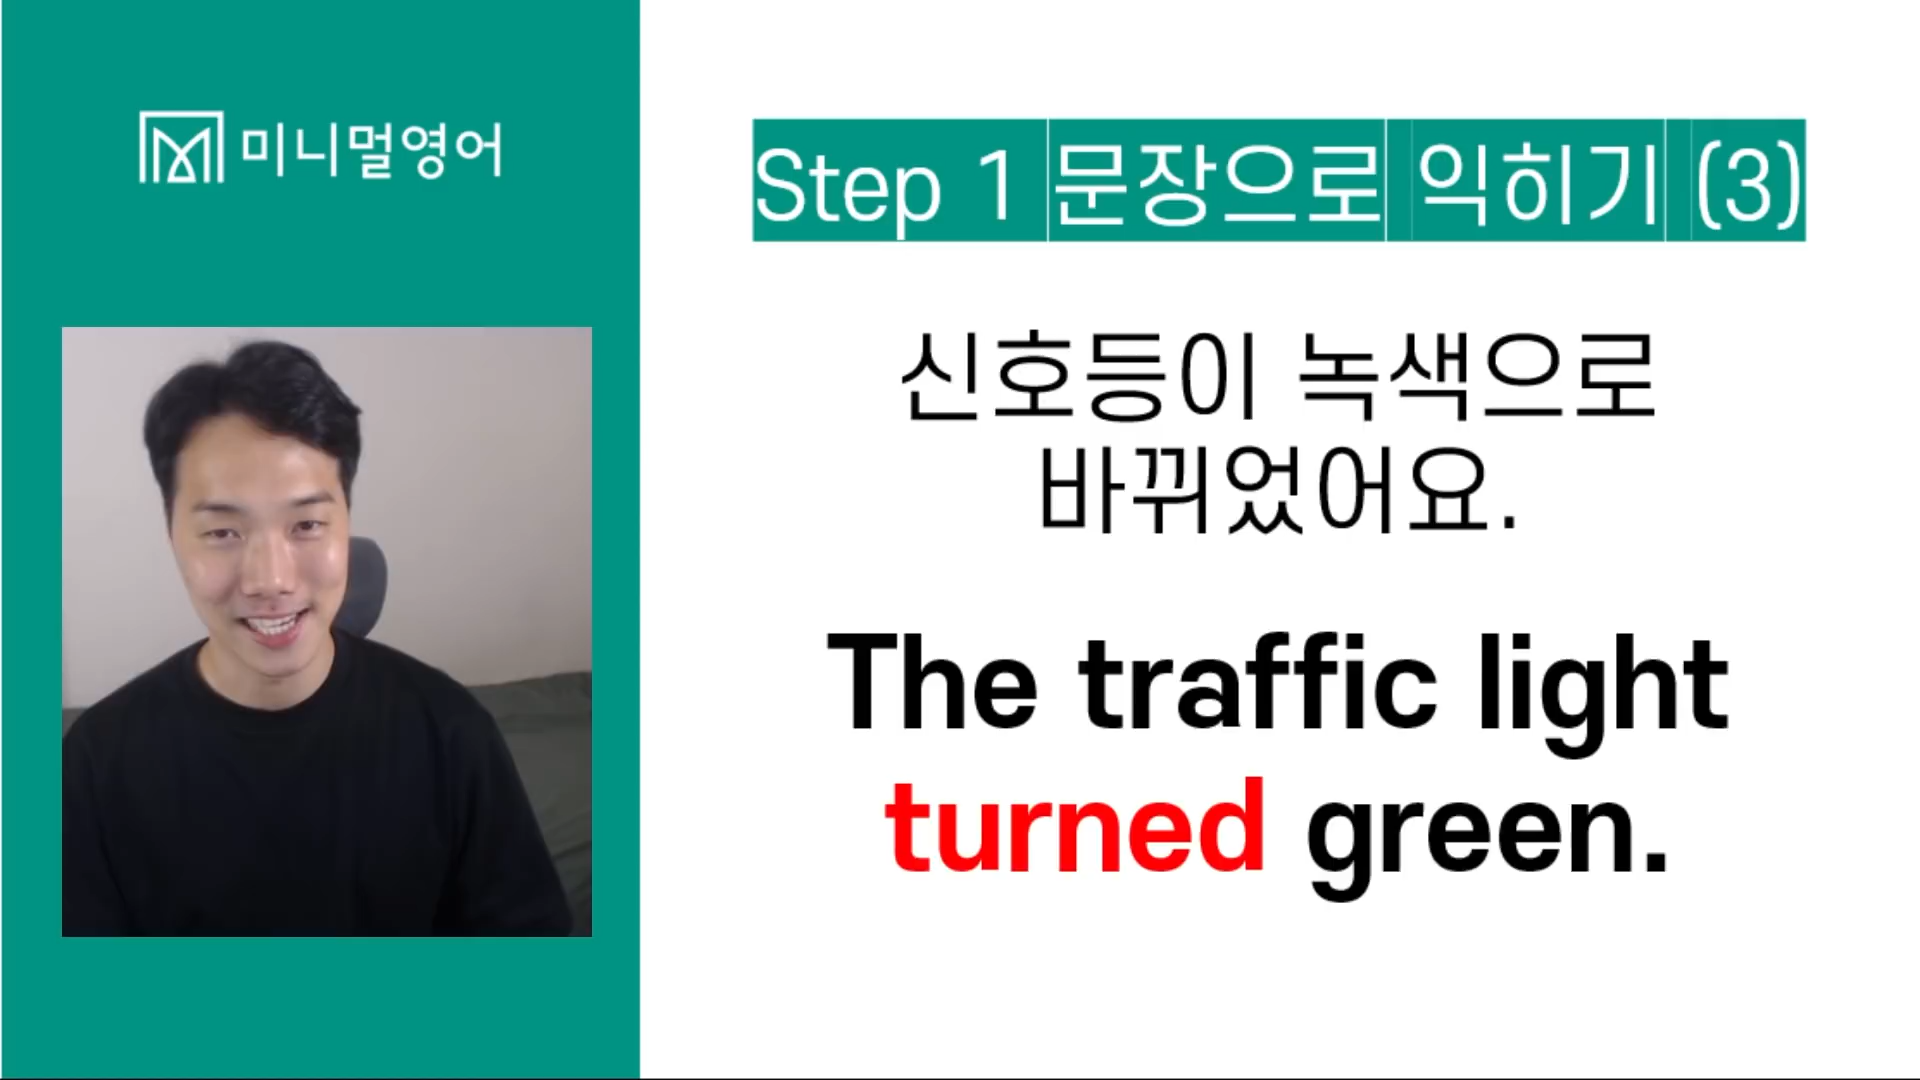 미니멀영어
Step 1 문장으로 익히기 (3)
신호등이 녹색으로
바뀌었어요.
The traffic light
turned green.